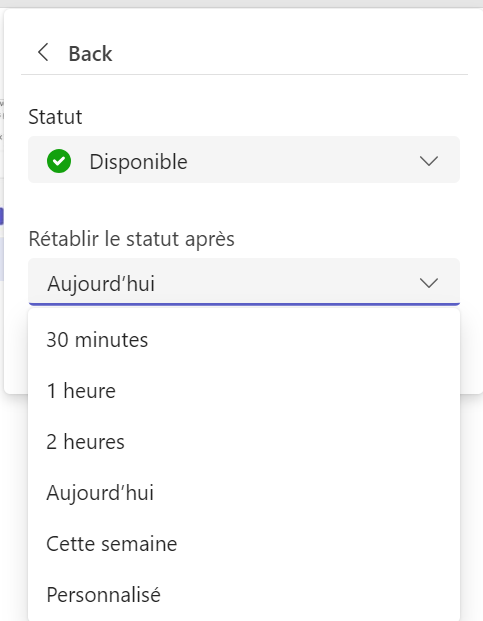 Back
Statut
Disponible
Rétablir le statut après
Aujourd’hui
30 minutes
1 heure
2 heures
Aujourd’hui
Cette semaine
Personnalisé